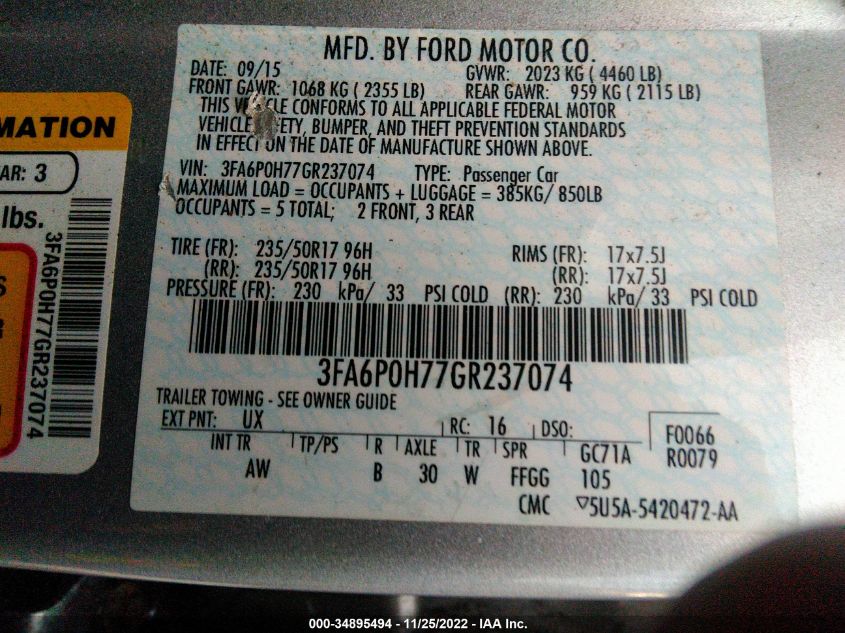 MFD. BY FORD MOTOR CO.
DATE: 09/15 GVWR: 2023 KG ( 4460 LB)
FRONT GAWR: 1068 KG ( 2355 LB) REAR GAWR: 959 KG ( 2115 LB)
THIS CONFORMS TO ALL APPLICABLE FEDERAL MOTOR
VEHICLE BUMPER, AND THEFT PREVENTION STANDARDS
IN EFFECT ON THE DATE OF MANUFACTURE SHOWN ABOVE.
VIN: 3FA6P0H77GR237074 TYPE: Passenger Car
MAXIMUM LOAD = OCCUPANTS + LUGGAGE = 385KG/ 850LB
OCCUPANTS = 5 TOTAL; 2 FRONT, 3 REAR
TIRE (FR): 235/50R17 96H RIMS (FR): 17x7.5J
(RR): 235/50R17 96H (RR): 17x7.5J
PRESSURE (FR): 230 kPa/ 33 PSI COLD (RR): 230 kPa/ 33 PSI COLD
3FA6P0H77GR237074
TRAILER TOWING - SEE OWNER GUIDE
EXT PNT: UX RC: 16 DSO: F0066
INT TR TP/PS R AXLE TR SPR GC71A R0079
AW B 30 W FFGG 105
CMC ▽5U5A-5420472-AA
MATION
AR: 3
lbs.
3FA6P0H77GR237074
S
R
000-34895494 - 11/25/2022 - IAA Inc.